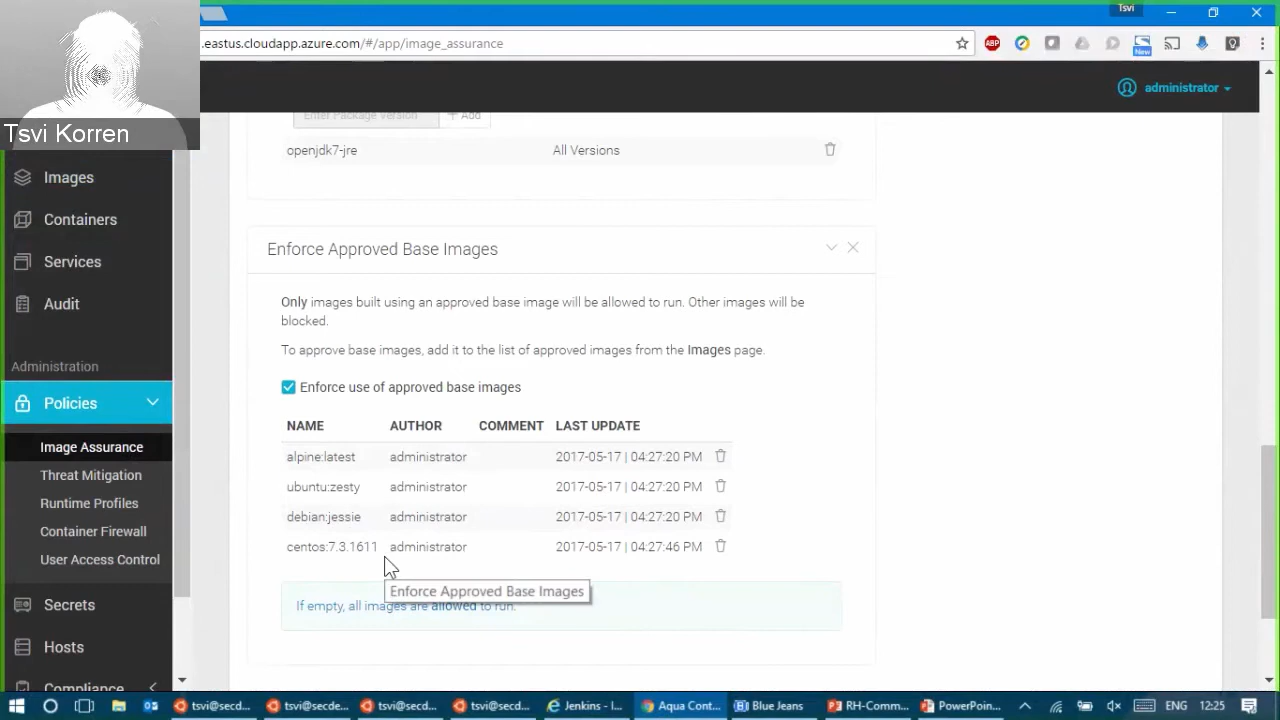 Tsvi
.eastus.cloudapp.azure.com/#/app/image_assurance
ABP
New
administrator
Tsvi Korren
Enter Package Version
+ Add
openjdk7-jre All Versions
Images
Containers
Services
Audit
Administration
Policies
Image Assurance
Threat Mitigation
Runtime Profiles
Container Firewall
User Access Control
Secrets
Hosts
Compliance
Enforce Approved Base Images
Only images built using an approved base image will be allowed to run. Other images will be
blocked.
To approve base images, add it to the list of approved images from the Images page.
Enforce use of approved base images
NAME AUTHOR COMMENT LAST UPDATE
alpine:latest administrator 2017-05-17 | 04:27:20 PM
ubuntu:zesty administrator 2017-05-17 | 04:27:20 PM
debian:jessie administrator 2017-05-17 | 04:27:20 PM
centos:7.3.1611 administrator 2017-05-17 | 04:27:46 PM
Enforce Approved Base Images
If empty, all images are allowed to run.
tsvi@secd... tsvi@secde... tsvi@secd... tsvi@secd... Jenkins - I... Aqua Cont... Blue Jeans RH-Comm... PowerPoin... ENG 12:25